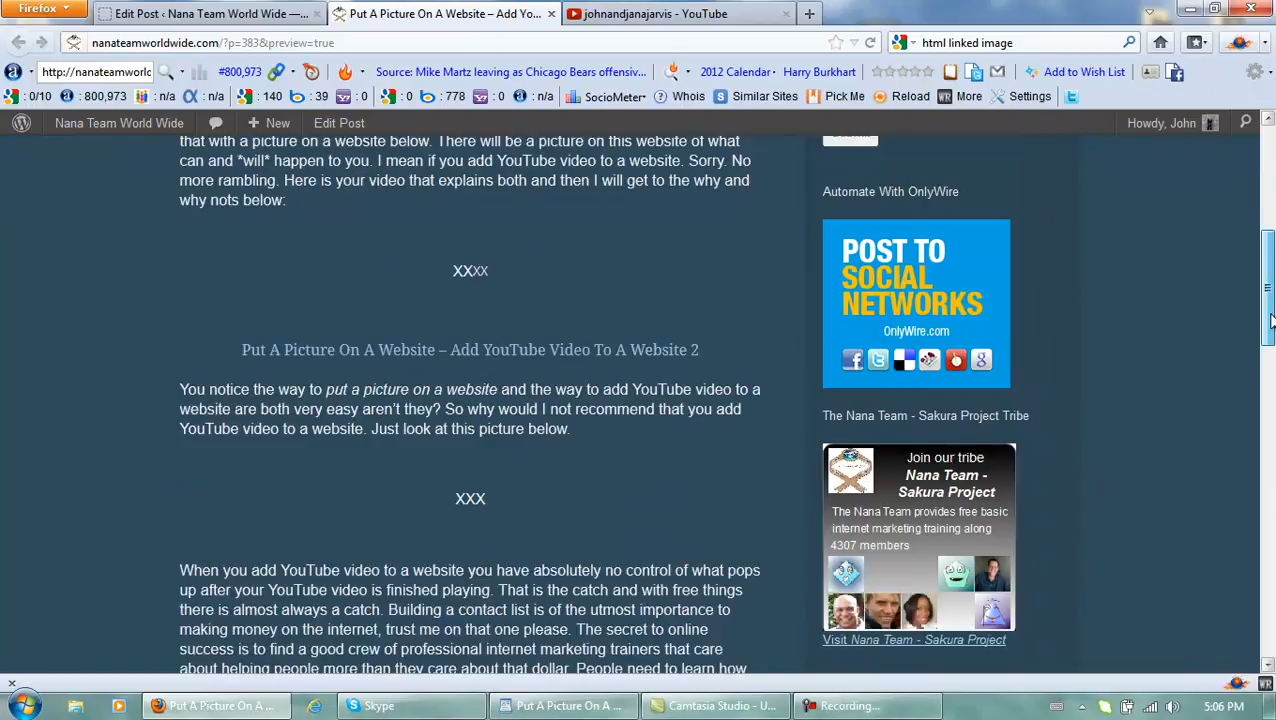 Firefox
Edit Post ‹ Nana Team World Wide —...
Put A Picture On A Website – Add Yo...
johnandjanajarvis - YouTube
nanateamworldwide.com/?p=383&preview=true
html linked image
http://nanateamworlc
#800,973
Source: Mike Martz leaving as Chicago Bears offensiv...
2012 Calendar
Harry Burkhart
Add to Wish List
: 0/10
: 800,973
: n/a
: n/a
: 140
: 39
: 0
: 0
: 778
: 0
: n/a
SocioMeter
Whois
Similar Sites
Pick Me
Reload
More
Settings
Nana Team World Wide
New
Edit Post
Howdy, John
that with a picture on a website below. There will be a picture on this website of what
can and *will* happen to you. I mean if you add YouTube video to a website. Sorry. No
more rambling. Here is your video that explains both and then I will get to the why and
why nots below:
XXXX
Put A Picture On A Website – Add YouTube Video To A Website 2
You notice the way to put a picture on a website and the way to add YouTube video to a
website are both very easy aren't they? So why would I not recommend that you add
YouTube video to a website. Just look at this picture below.
XXX
When you add YouTube video to a website you have absolutely no control of what pops
up after your YouTube video is finished playing. That is the catch and with free things
there is almost always a catch. Building a contact list is of the utmost importance to
making money on the internet, trust me on that one please. The secret to online
success is to find a good crew of professional internet marketing trainers that care
about helping people more than they care about that dollar. People need to learn how
Automate With OnlyWire
POST TO
SOCIAL
NETWORKS
OnlyWire.com
The Nana Team - Sakura Project Tribe
Join our tribe
Nana Team -
Sakura Project
The Nana Team provides free basic
internet marketing training along
4307 members
Visit Nana Team - Sakura Project
Put A Picture On A ...
Skype
Put A Picture On A ...
Camtasia Studio - U...
Recording...
5:06 PM